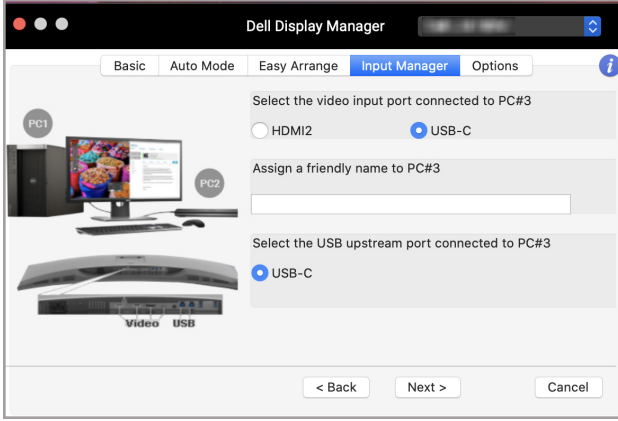 Dell Display Manager
Basic Auto Mode Easy Arrange Input Manager Options i
Select the video input port connected to PC#3
HDMI2 USB-C
Assign a friendly name to PC#3
Select the USB upstream port connected to PC#3
USB-C
PC1
PC2
Video USB
< Back Next > Cancel